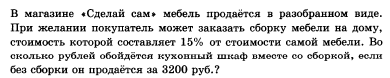 В магазине «Сделай сам» мебель продаётся в разобранном виде.
При желании покупатель может заказать сборку мебели на дому,
стоимость которой составляет 15% от стоимости самой мебели. Во
сколько рублей обойдётся кухонный шкаф вместе со сборкой, если
без сборки он продаётся за 3200 руб.?